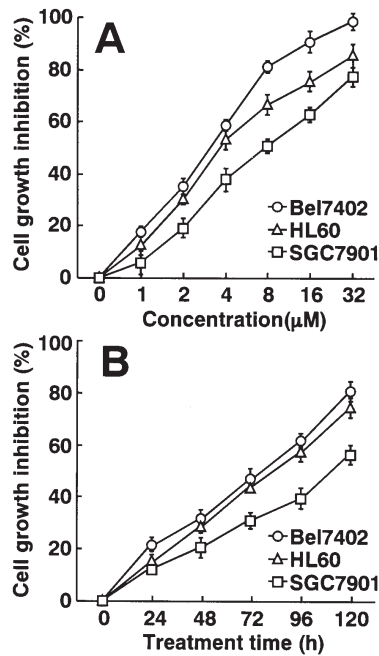 A
Cell growth inhibition (%)
100
80
60
40
20
0
Bel7402
HL60
SGC7901
0 1 2 4 8 16 32
Concentration(µM)
B
Cell growth inhibition (%)
100
80
60
40
20
0
Bel7402
HL60
SGC7901
0 24 48 72 96 120
Treatment time (h)